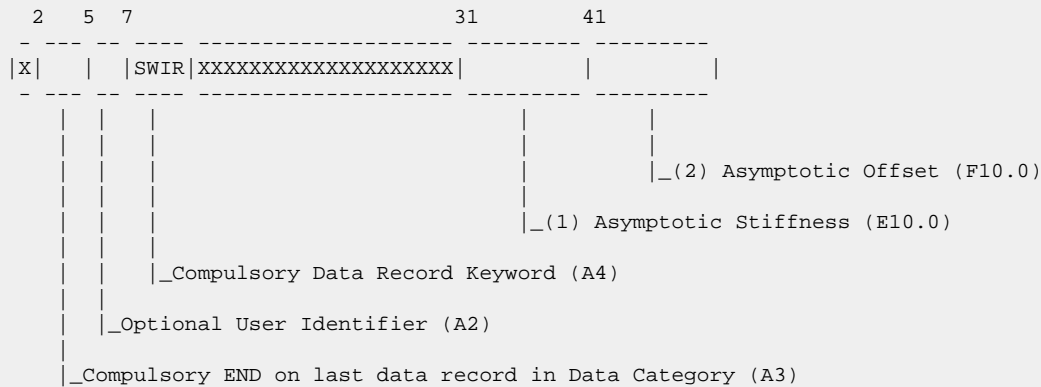 2 5 7 31 41
- --- -- ---- -------------------- --------- ---------
|X| | |SWIR|XXXXXXXXXXXXXXXXXXXX| | |
- --- -- ---- -------------------- --------- ---------
| | | | |
| | | | |
| | | | |_(2) Asymptotic Offset (F10.0)
| | | |
| | | |_(1) Asymptotic Stiffness (E10.0)
| | |
| | |_Compulsory Data Record Keyword (A4)
| |
| |_Optional User Identifier (A2)
|
|_Compulsory END on last data record in Data Category (A3)